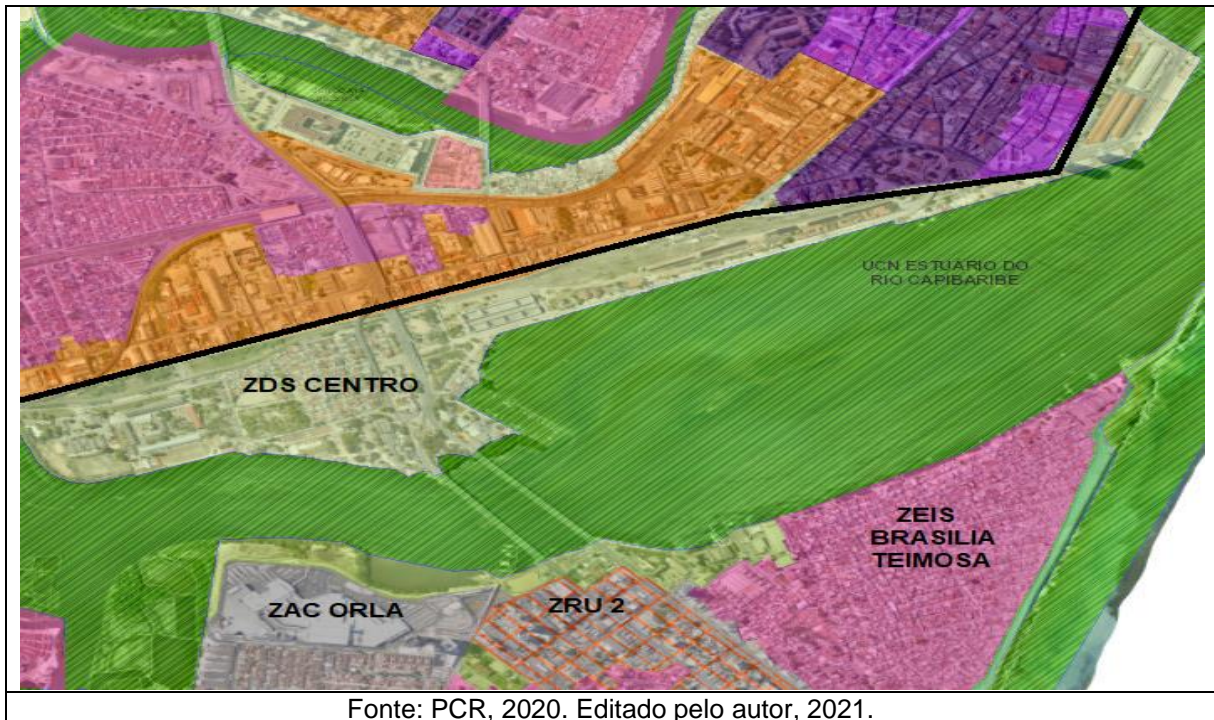 UCN ESTUÁRIO DO
RIO CAPIBARIBE
ZDS CENTRO
ZEIS
BRASILIA
TEIMOSA
ZAC ORLA
ZRU 2
Fonte: PCR, 2020. Editado pelo autor, 2021.